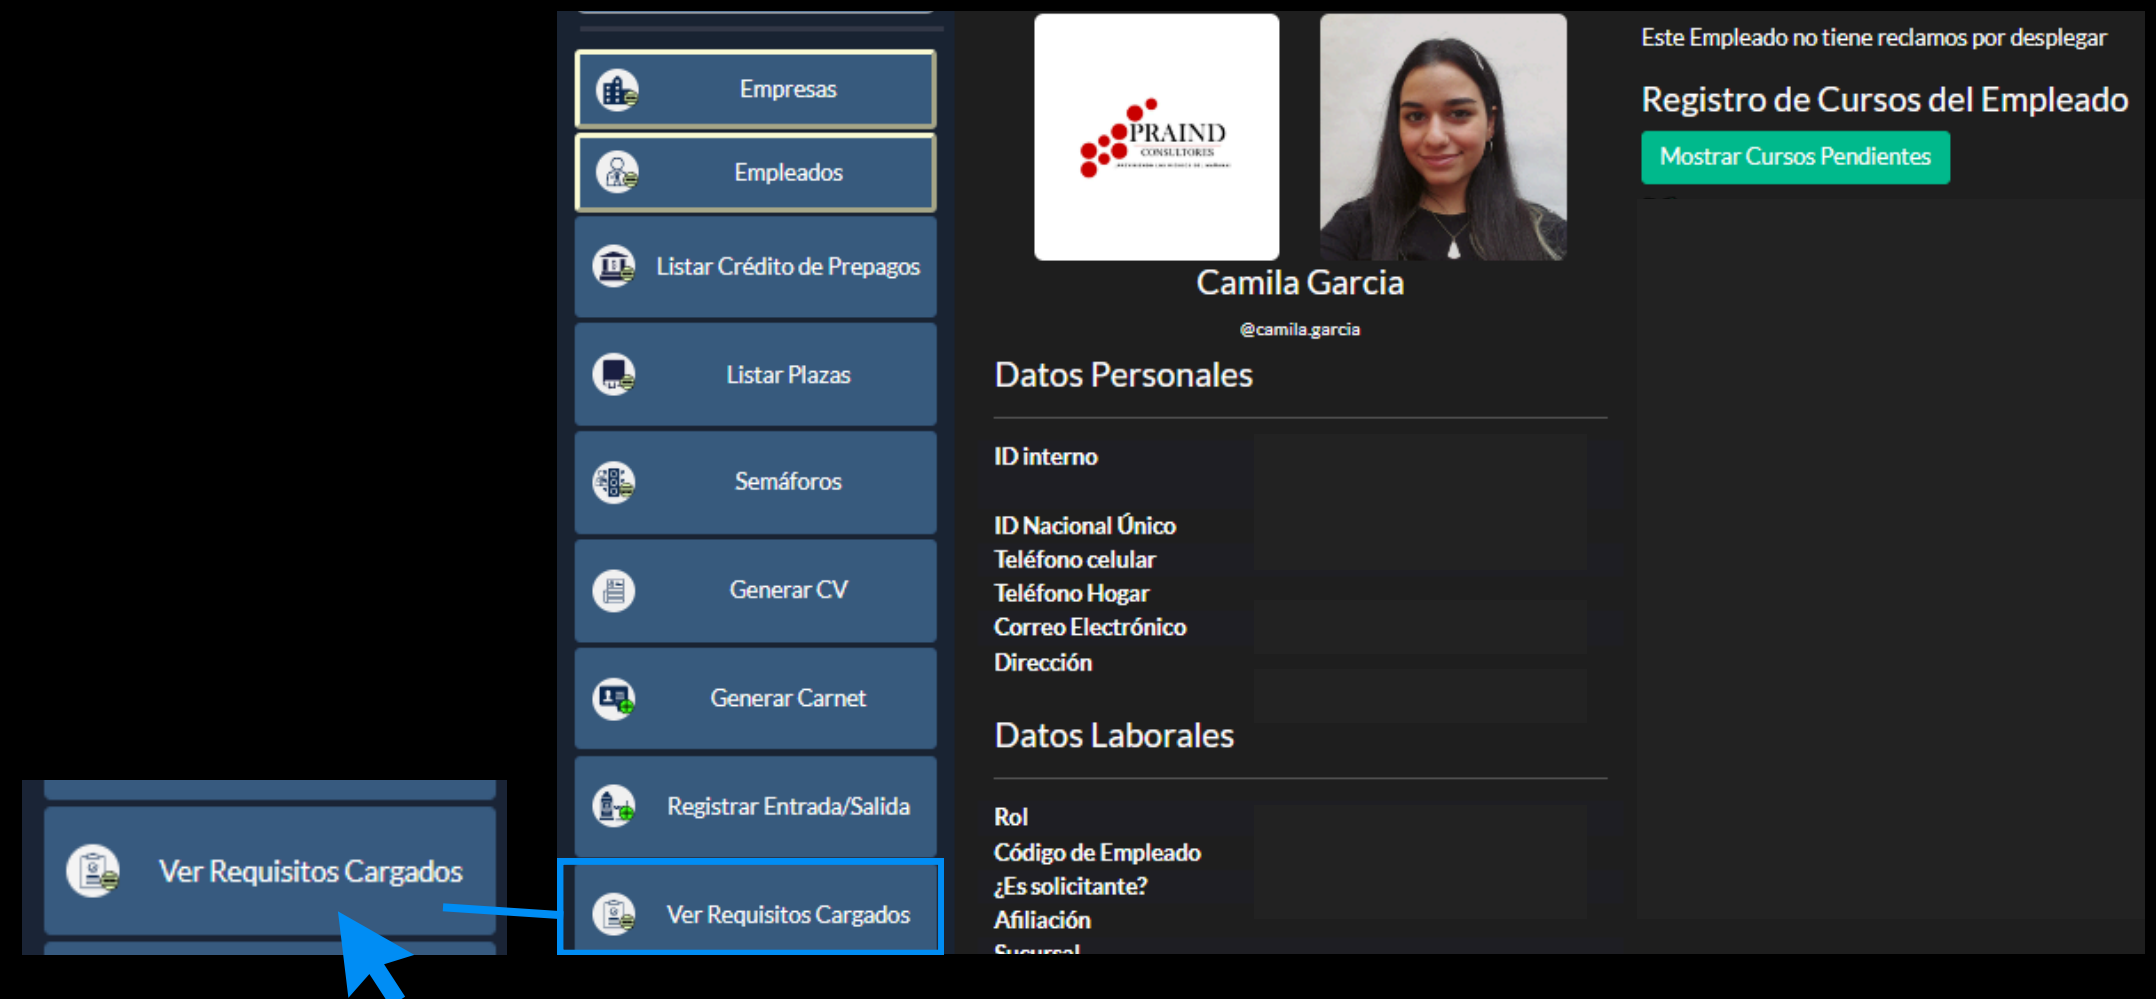 Empresas
Empleados
Listar Crédito de Prepagos
Listar Plazas
Semáforos
Generar CV
Generar Carnet
Registrar Entrada/Salida
Ver Requisitos Cargados
Ver Requisitos Cargados
PRAIND
CONSULTORES
Camila Garcia
@camila.garcia
Datos Personales
ID interno
ID Nacional Único
Teléfono celular
Teléfono Hogar
Correo Electrónico
Dirección
Datos Laborales
Rol
Código de Empleado
¿Es solicitante?
Afiliación
Sucursal
Este Empleado no tiene reclamos por desplegar
Registro de Cursos del Empleado
Mostrar Cursos Pendientes